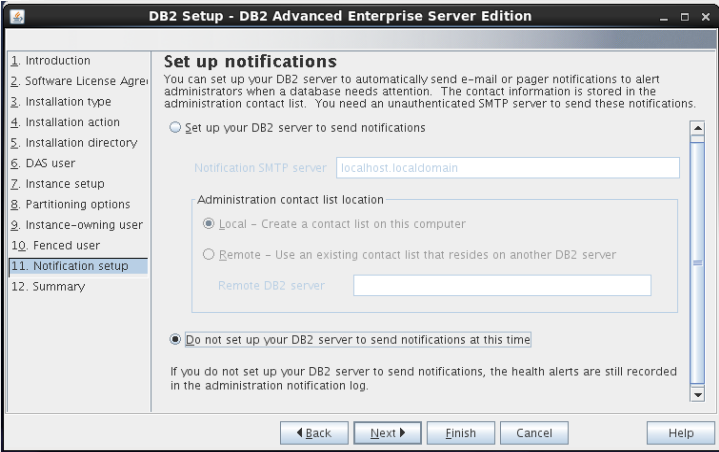 DB2 Setup - DB2 Advanced Enterprise Server Edition
1. Introduction
2. Software License Agre
3. Installation type
4. Installation action
5. Installation directory
6. DAS user
7. Instance setup
8. Partitioning options
9. Instance-owning user
10. Fenced user
11. Notification setup
12. Summary
Set up notifications
You can set up your DB2 server to automatically send e-mail or pager notifications to alert
administrators when a database needs attention. The contact information is stored in the
administration contact list. You need an unauthenticated SMTP server to send these notifications.
Set up your DB2 server to send notifications
Notification SMTP server localhost.localdomain
Administration contact list location
Local - Create a contact list on this computer
Remote - Use an existing contact list that resides on another DB2 server
Remote DB2 server
Do not set up your DB2 server to send notifications at this time
If you do not set up your DB2 server to send notifications, the health alerts are still recorded
in the administration notification log.
Back Next Finish Cancel Help